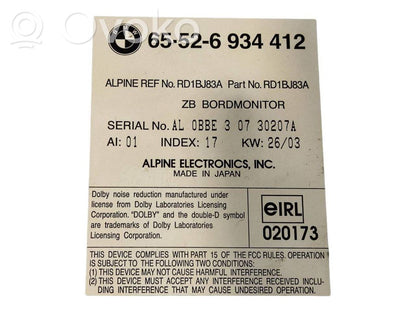 65·52-6 934 412
ALPINE REF No. RD1BJ83A Part No. RD1BJ83A
ZB BORDMONITOR
SERIAL No. AL 0BBE 3 07 30207A
AI: 01 INDEX: 17 KW: 26/03
ALPINE ELECTRONICS, INC.
MADE IN JAPAN
Dolby noise reduction manufactured under
license from Dolby Laboratories Licensing
Corporation. "DOLBY" and the double-D symbol
are trademarks of Dolby Laboratories
Licensing Corporation.
eIRL
020173
THIS DEVICE COMPLIES WITH PART 15 OF THE FCC RULES. OPERATION
IS SUBJECT TO THE FOLLOWING TWO CONDITIONS:
(1) THIS DEVICE MAY NOT CAUSE HARMFUL INTERFERENCE.
(2) THIS DEVICE MUST ACCEPT ANY INTERFERENCE RECEIVED INCLUD-
ING INTERFERENCE THAT MAY CAUSE UNDESIRED OPERATION.
© Ovoko